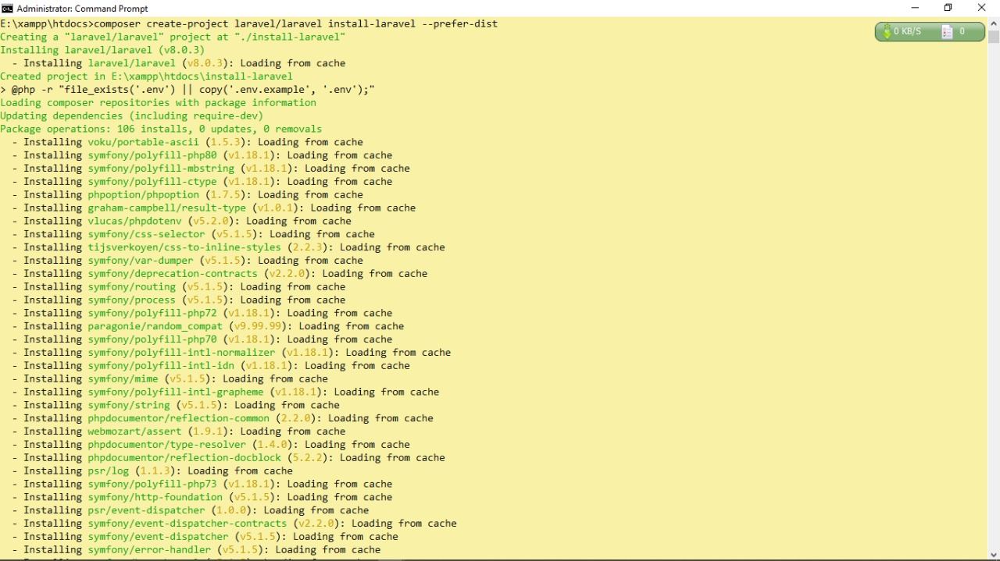 Administrator: Command Prompt
E:\xampp\htdocs>composer create-project laravel/laravel install-laravel --prefer-dist
0 KB/S 0
Creating a "laravel/laravel" project at "./install-laravel"
Installing laravel/laravel (v8.0.3)
- Installing laravel/laravel (v8.0.3): Loading from cache
Created project in E:\xampp\htdocs\install-laravel
> @php -r "file_exists('.env') || copy('.env.example', '.env');"
Loading composer repositories with package information
Updating dependencies (including require-dev)
Package operations: 106 installs, 0 updates, 0 removals
- Installing voku/portable-ascii (1.5.3): Loading from cache
- Installing symfony/polyfill-php80 (v1.18.1): Loading from cache
- Installing symfony/polyfill-mbstring (v1.18.1): Loading from cache
- Installing symfony/polyfill-ctype (v1.18.1): Loading from cache
- Installing phpoption/phpoption (1.7.5): Loading from cache
- Installing graham-campbell/result-type (v1.0.1): Loading from cache
- Installing vlucas/phpdotenv (v5.2.0): Loading from cache
- Installing symfony/css-selector (v5.1.5): Loading from cache
- Installing tijsverkoyen/css-to-inline-styles (2.2.3): Loading from cache
- Installing symfony/var-dumper (v5.1.5): Loading from cache
- Installing symfony/deprecation-contracts (v2.2.0): Loading from cache
- Installing symfony/routing (v5.1.5): Loading from cache
- Installing symfony/process (v5.1.5): Loading from cache
- Installing symfony/polyfill-php72 (v1.18.1): Loading from cache
- Installing paragonie/random_compat (v9.99.99): Loading from cache
- Installing symfony/polyfill-php70 (v1.18.1): Loading from cache
- Installing symfony/polyfill-intl-normalizer (v1.18.1): Loading from cache
- Installing symfony/polyfill-intl-idn (v1.18.1): Loading from cache
- Installing symfony/mime (v5.1.5): Loading from cache
- Installing symfony/polyfill-intl-grapheme (v1.18.1): Loading from cache
- Installing symfony/string (v5.1.5): Loading from cache
- Installing phpdocumentor/reflection-common (2.2.0): Loading from cache
- Installing webmozart/assert (1.9.1): Loading from cache
- Installing phpdocumentor/type-resolver (1.4.0): Loading from cache
- Installing phpdocumentor/reflection-docblock (5.2.2): Loading from cache
- Installing psr/log (1.1.3): Loading from cache
- Installing symfony/polyfill-php73 (v1.18.1): Loading from cache
- Installing symfony/http-foundation (v5.1.5): Loading from cache
- Installing psr/event-dispatcher (1.0.0): Loading from cache
- Installing symfony/event-dispatcher-contracts (v2.2.0): Loading from cache
- Installing symfony/event-dispatcher (v5.1.5): Loading from cache
- Installing symfony/error-handler (v5.1.5): Loading from cache